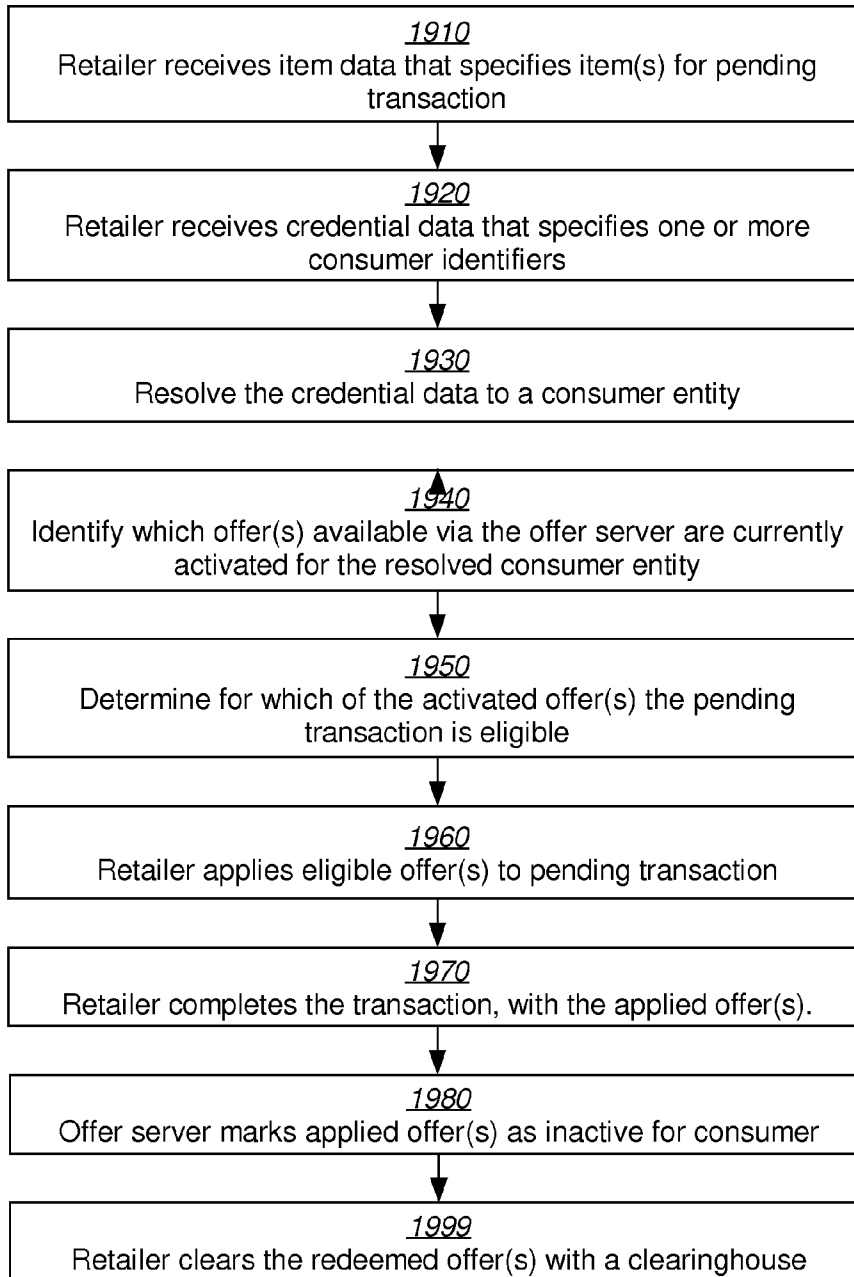 1910
Retailer receives item data that specifies item(s) for pending
transaction
1920
Retailer receives credential data that specifies one or more
consumer identifiers
1930
Resolve the credential data to a consumer entity
1940
Identify which offer(s) available via the offer server are currently
activated for the resolved consumer entity
1950
Determine for which of the activated offer(s) the pending
transaction is eligible
1960
Retailer applies eligible offer(s) to pending transaction
1970
Retailer completes the transaction, with the applied offer(s).
1980
Offer server marks applied offer(s) as inactive for consumer
1999
Retailer clears the redeemed offer(s) with a clearinghouse